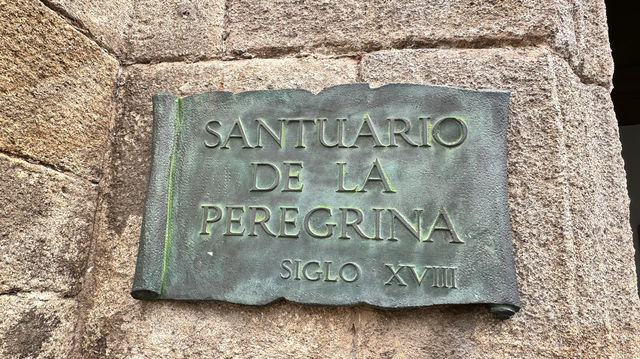 SANTUARIO
DE LA
PEREGRINA
SIGLO XVIII